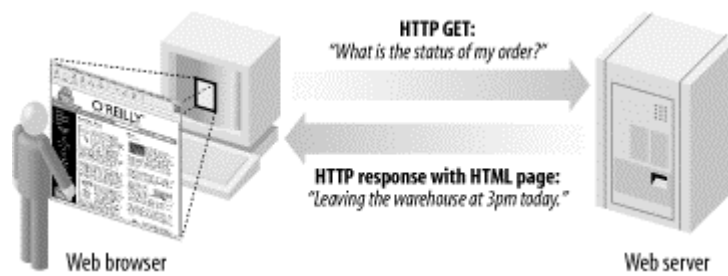 HTTP GET:
"What is the status of my order?"
O'REILLY
HTTP response with HTML page:
"Leaving the warehouse at 3pm today."
Web browser
Web server